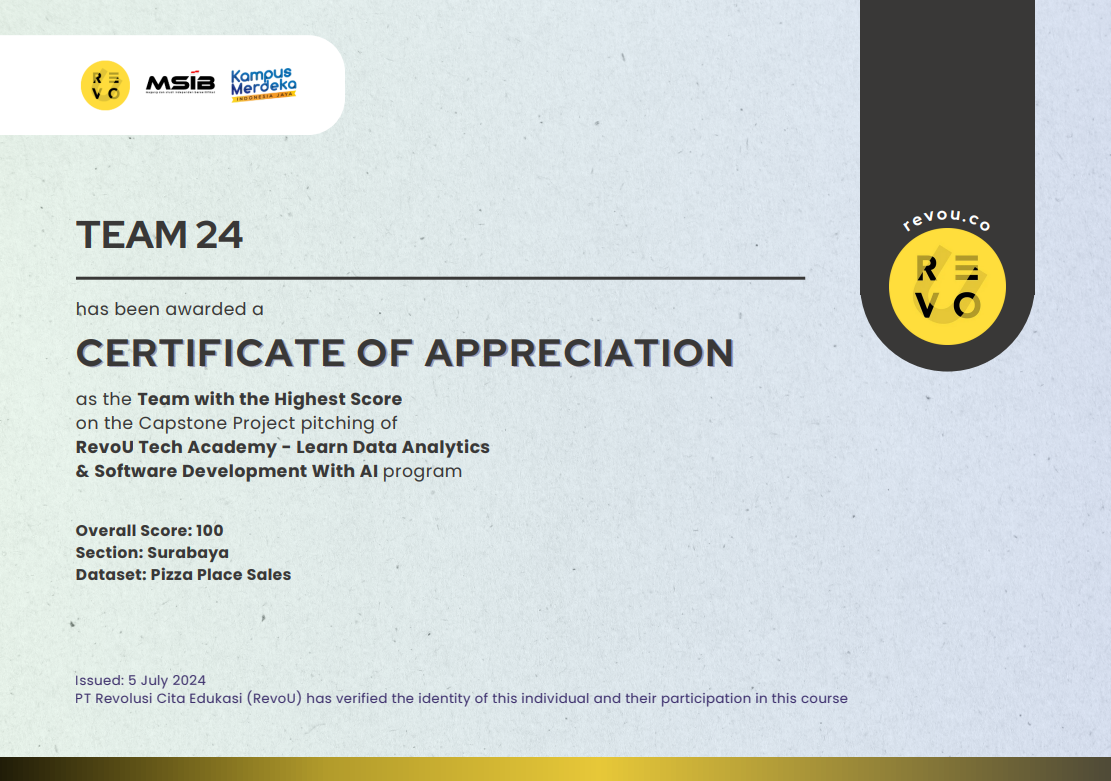 RE
VO
MSIB
Kampus
Merdeka
INDONESIA JAYA
revou.co
RE
VO
TEAM 24
has been awarded a
CERTIFICATE OF APPRECIATION
as the Team with the Highest Score
on the Capstone Project pitching of
RevoU Tech Academy - Learn Data Analytics
& Software Development With AI program
Overall Score: 100
Section: Surabaya
Dataset: Pizza Place Sales
Issued: 5 July 2024
PT Revolusi Cita Edukasi (RevoU) has verified the identity of this individual and their participation in this course